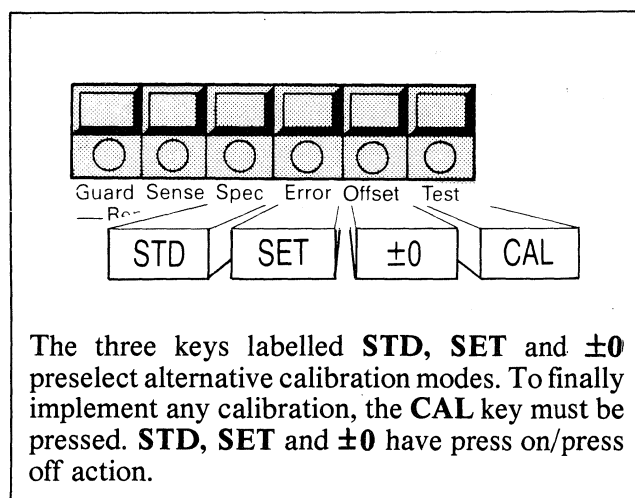 Guard Sense Spec Error Offset Test
STD SET ±0 CAL
The three keys labelled STD, SET and ±0
preselect alternative calibration modes. To finally
implement any calibration, the CAL key must be
pressed. STD, SET and ±0 have press on/press
off action.